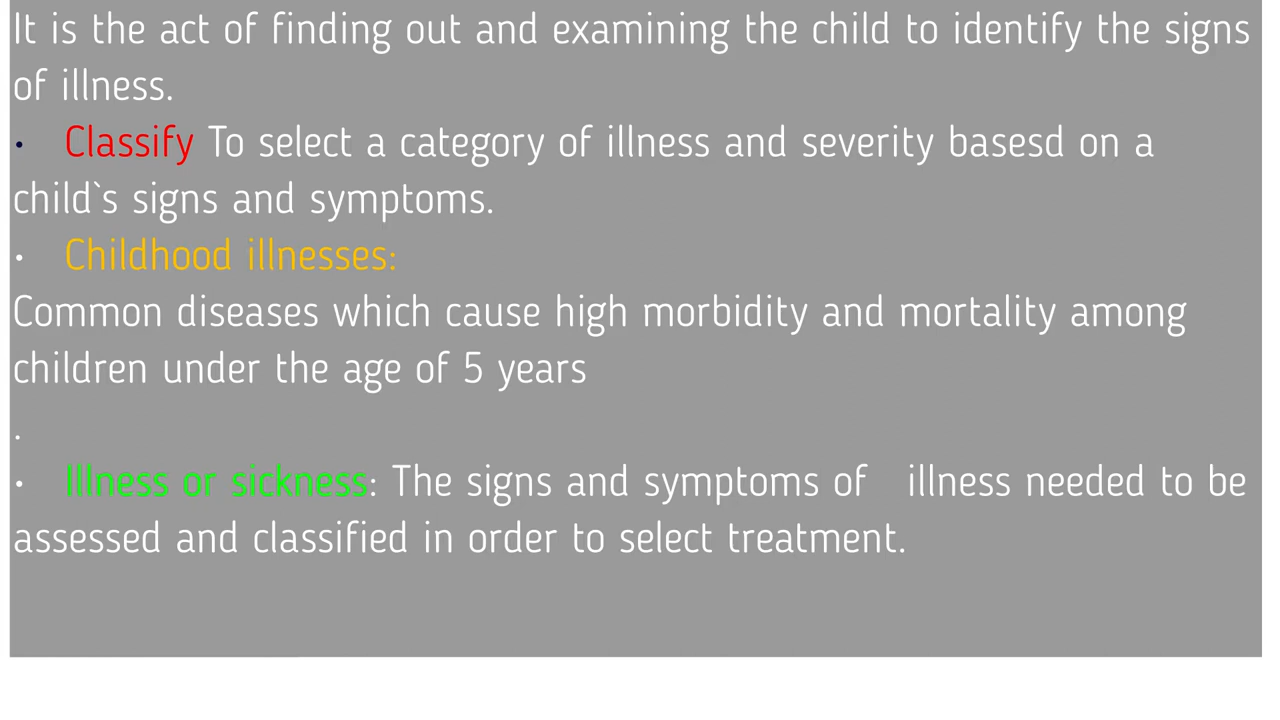 It is the act of finding out and examining the child to identify the signs
of illness.
• Classify To select a category of illness and severity basesd on a
child`s signs and symptoms.
• Childhood illnesses:
Common diseases which cause high morbidity and mortality among
children under the age of 5 years
.
• Illness or sickness: The signs and symptoms of   illness needed to be
assessed and classified in order to select treatment.